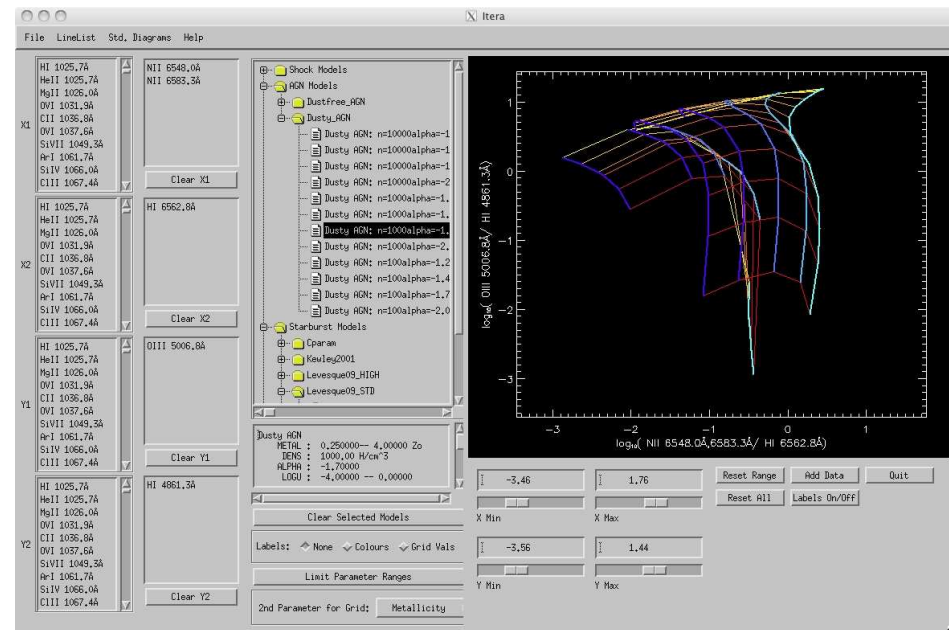 Itera
File LineList Std. Diagrams Help
X1
HI 1025.7Å
HeII 1025.7Å
MgII 1026.0Å
OVI 1031.9Å
CII 1036.8Å
OVI 1037.6Å
SiVII 1049.3Å
ArI 1061.7Å
SiIV 1066.0Å
CIII 1067.4Å
NII 6548.0Å
NII 6583.3Å
Clear X1
X2
HI 1025.7Å
HeII 1025.7Å
MgII 1026.0Å
OVI 1031.9Å
CII 1036.8Å
OVI 1037.6Å
SiVII 1049.3Å
ArI 1061.7Å
SiIV 1066.0Å
CIII 1067.4Å
HI 6562.8Å
Clear X2
Y1
HI 1025.7Å
HeII 1025.7Å
MgII 1026.0Å
OVI 1031.9Å
CII 1036.8Å
OVI 1037.6Å
SiVII 1049.3Å
ArI 1061.7Å
SiIV 1066.0Å
CIII 1067.4Å
OIII 5006.8Å
Clear Y1
Y2
HI 1025.7Å
HeII 1025.7Å
MgII 1026.0Å
OVI 1031.9Å
CII 1036.8Å
OVI 1037.6Å
SiVII 1049.3Å
ArI 1061.7Å
SiIV 1066.0Å
CIII 1067.4Å
HI 4861.3Å
Clear Y2
Shock Models
AGN Models
Dustfree_AGN
Dusty_AGN
Dusty AGN: n=10000alpha=-1
Dusty AGN: n=10000alpha=-1
Dusty AGN: n=10000alpha=-1
Dusty AGN: n=10000alpha=-2
Dusty AGN: n=1000alpha=-1.
Dusty AGN: n=1000alpha=-1.
Dusty AGN: n=1000alpha=-1.
Dusty AGN: n=1000alpha=-2.
Dusty AGN: n=100alpha=-1.2
Dusty AGN: n=100alpha=-1.4
Dusty AGN: n=100alpha=-1.7
Dusty AGN: n=100alpha=-2.0
Starburst Models
Cparam
Kewley2001
Levesque09_HIGH
Levesque09_STD
Dusty AGN
METAL : 0.250000-- 4.00000 Zo
DENS : 1000.00 H/cm^3
ALPHA : -1.70000
LOGU : -4.00000 -- 0.00000
Clear Selected Models
Labels: None Colours Grid Vals
Limit Parameter Ranges
2nd Parameter for Grid: Metallicity
log₁₀( OIII 5006.8Å/ HI 4861.3Å)
1
0
-1
-2
-3
-3 -2 -1 0 1
log₁₀( NII 6548.0Å,6583.3Å/ HI 6562.8Å)
-3.46
X Min
1.76
X Max
-3.56
Y Min
1.44
Y Max
Reset Range Add Data Quit
Reset All Labels On/Off